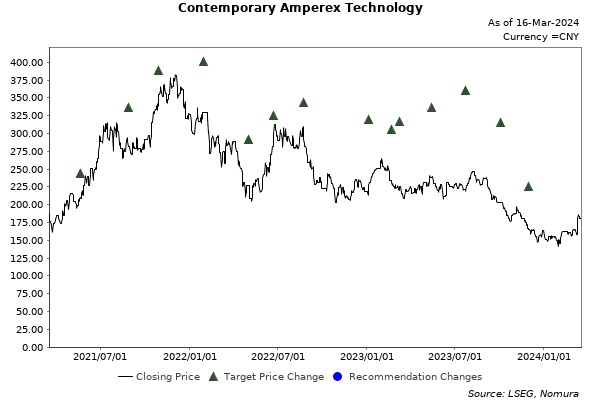 Contemporary Amperex Technology
As of 16-Mar-2024
Currency =CNY
400.00
375.00
350.00
325.00
300.00
275.00
250.00
225.00
200.00
175.00
150.00
125.00
100.00
75.00
50.00
25.00
0.00
2021/07/01 2022/01/01 2022/07/01 2023/01/01 2023/07/01 2024/01/01
Closing Price Target Price Change Recommendation Changes
Source: LSEG, Nomura